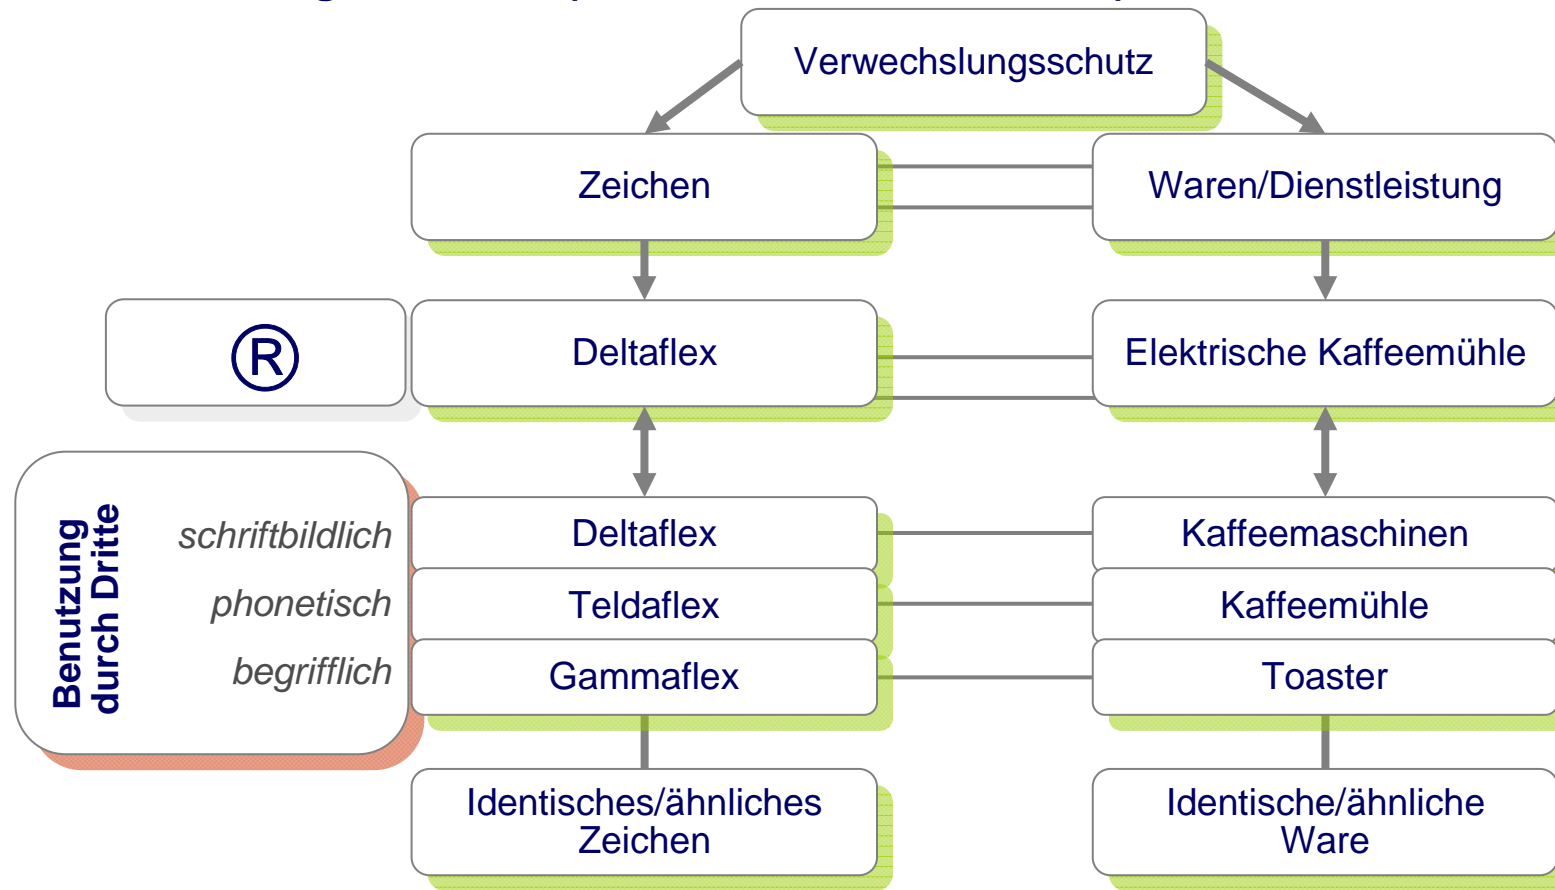 Verwechslungsschutz
Zeichen
Waren/Dienstleistung
®
Deltaflex
Elektrische Kaffeemühle
Benutzung
durch Dritte
schriftbildlich
Deltaflex
Kaffeemaschinen
phonetisch
Teldaflex
Kaffeemühle
begrifflich
Gammaflex
Toaster
Identisches/ähnliches
Zeichen
Identische/ähnliche
Ware